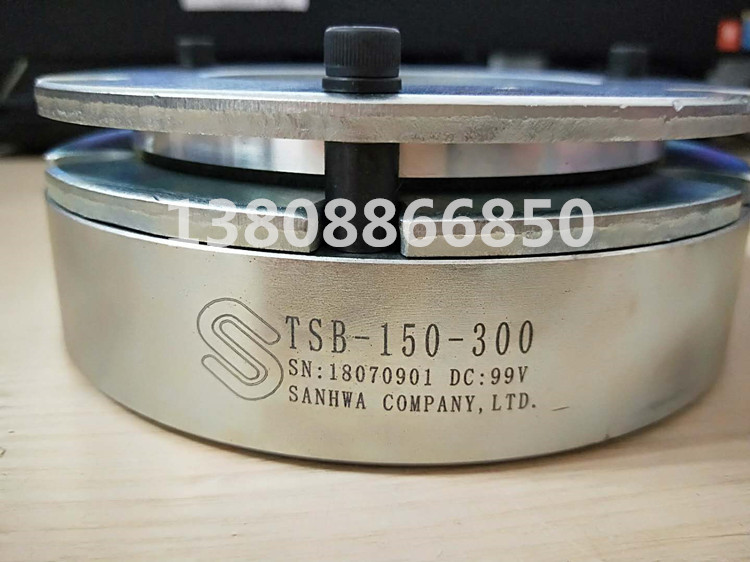 13808866850
TSB-150-300
SN:18070901 DC:99V
SANHWA COMPANY,LTD.